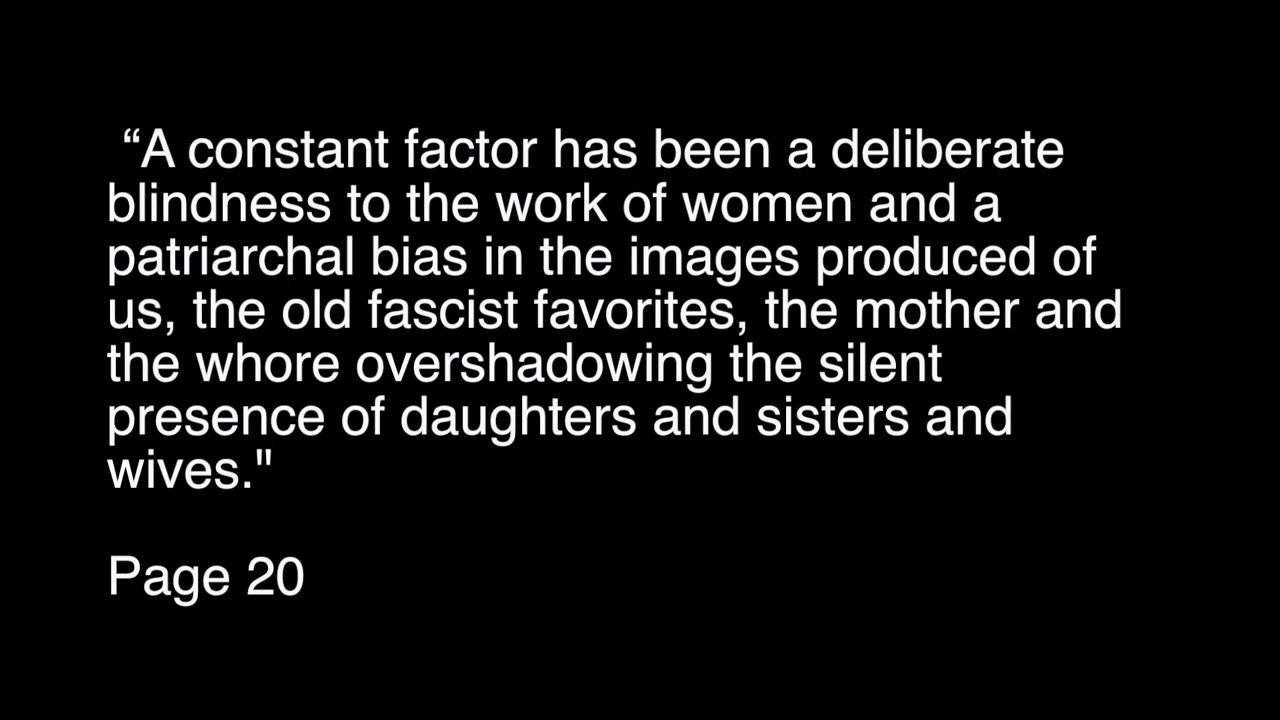 “A constant factor has been a deliberate
blindness to the work of women and a
patriarchal bias in the images produced of
us, the old fascist favorites, the mother and
the whore overshadowing the silent
presence of daughters and sisters and
wives."
Page 20